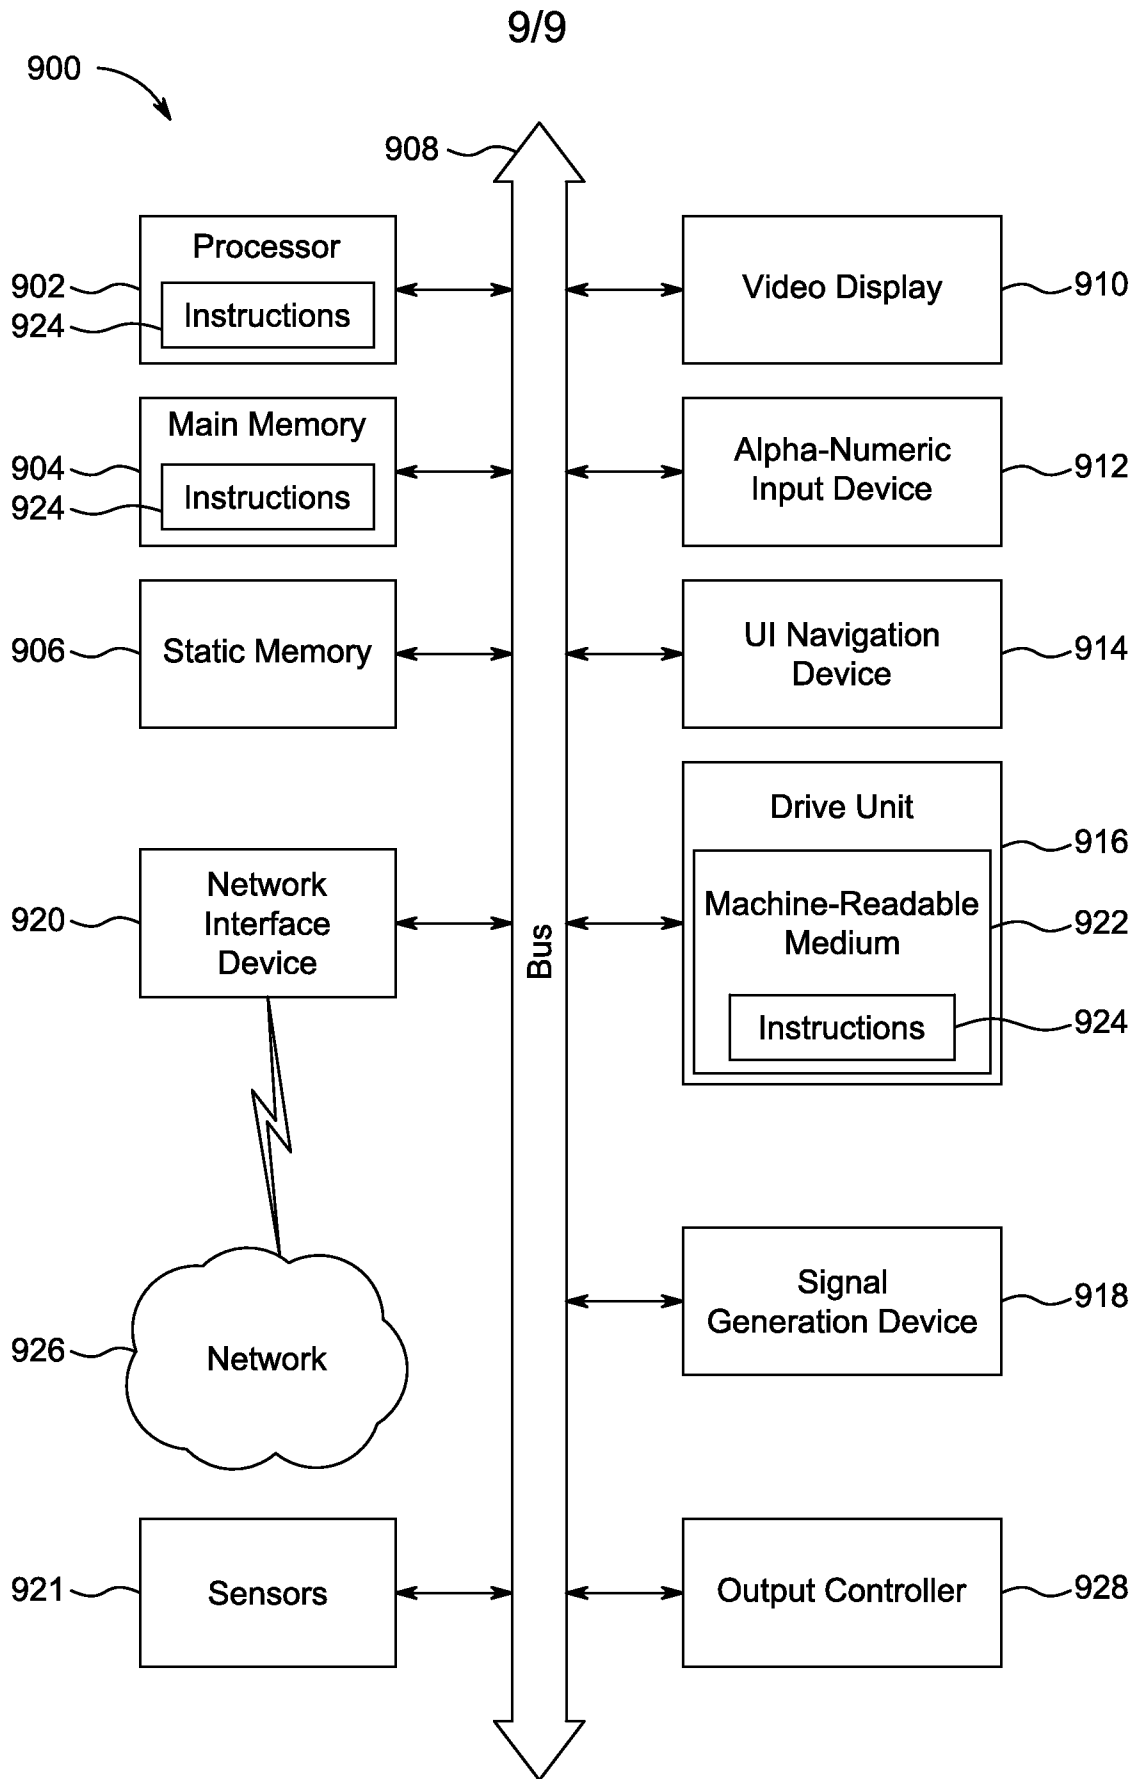 9/9
900
908
Processor
902
Instructions
924
Video Display
910
Main Memory
904
Instructions
924
Alpha-Numeric
Input Device
912
906
Static Memory
UI Navigation
Device
914
Drive Unit
916
Machine-Readable
Medium
922
Instructions
924
920
Network
Interface
Device
Bus
Signal
Generation Device
918
926
Network
921
Sensors
Output Controller
928